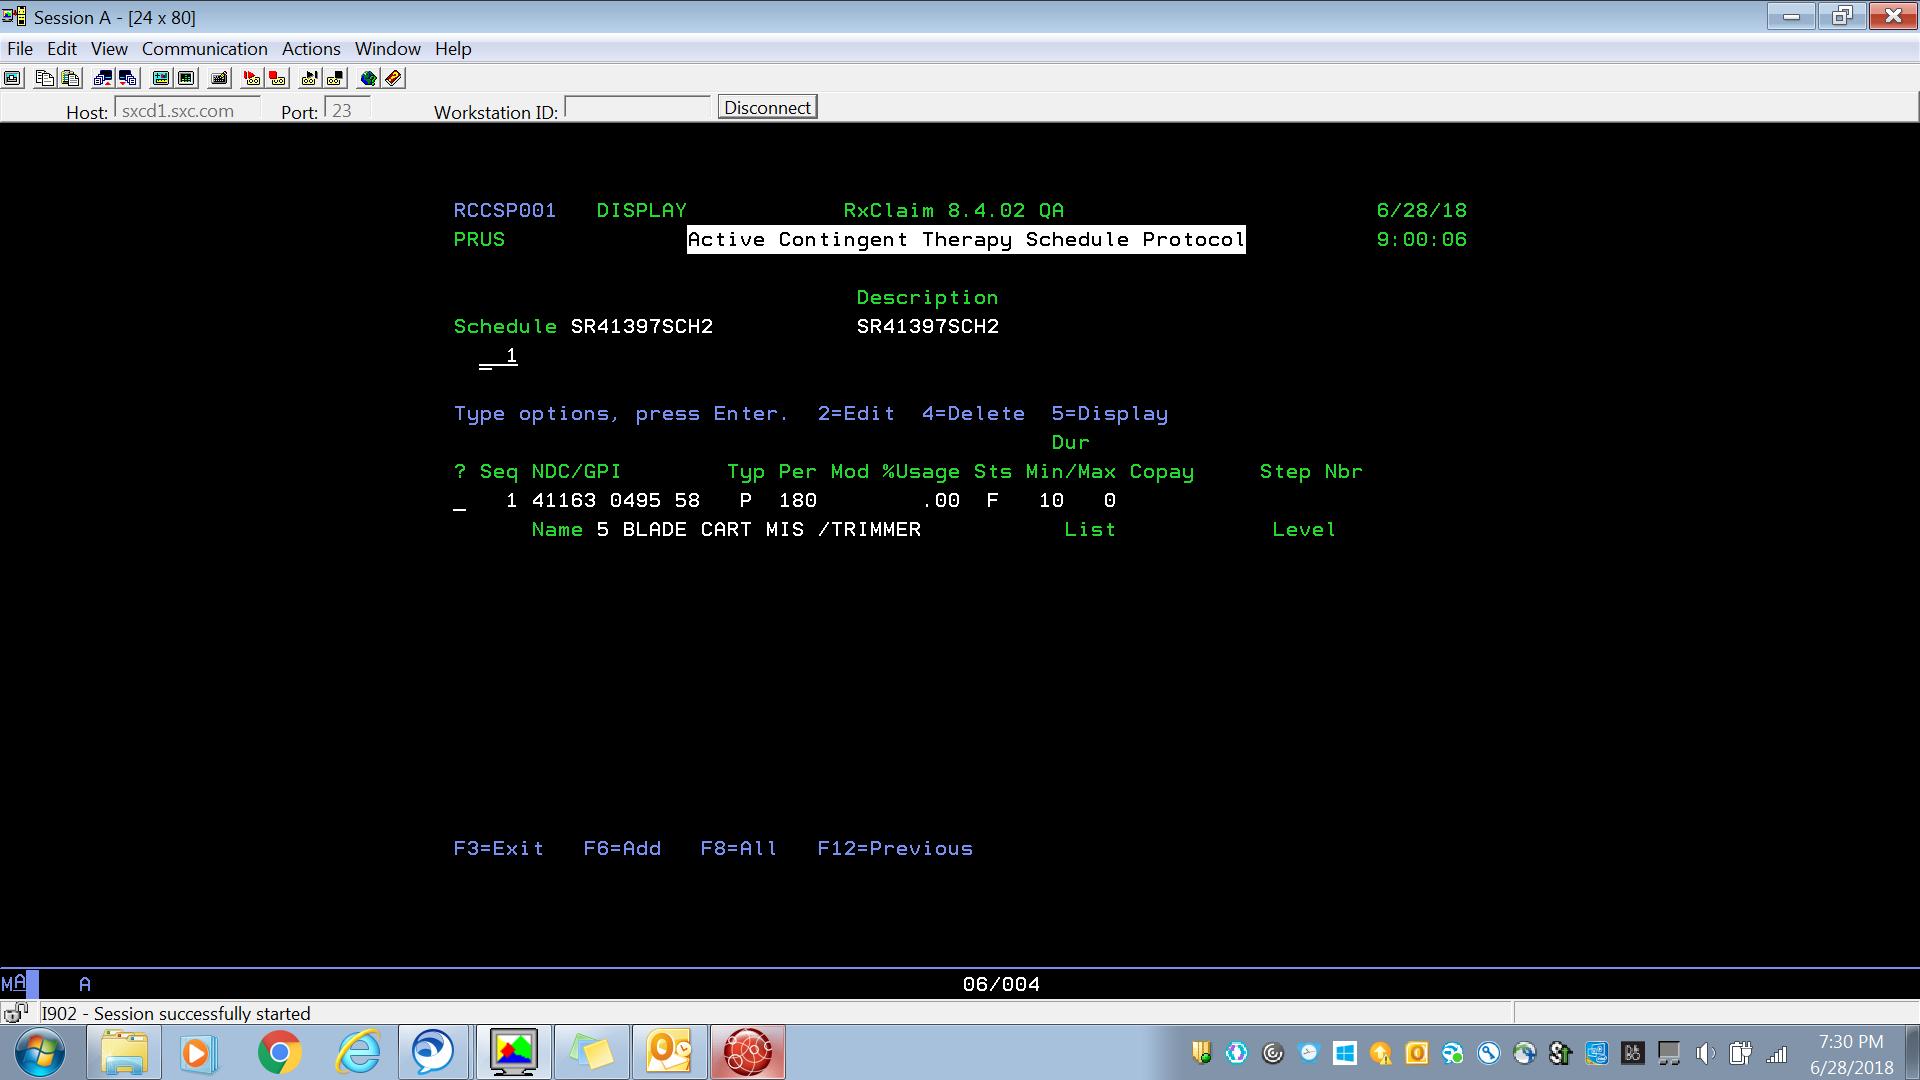 Session A - [24 x 80]
File Edit View Communication Actions Window Help
Host: sxcd1.sxc.com Port: 23 Workstation ID: Disconnect
RCCSP001 DISPLAY RxClaim 8.4.02 QA 6/28/18
PRUS Active Contingent Therapy Schedule Protocol 9:00:06
Description
Schedule SR41397SCH2 SR41397SCH2
1
Type options, press Enter. 2=Edit 4=Delete 5=Display
Dur
? Seq NDC/GPI Typ Per Mod %Usage Sts Min/Max Copay Step Nbr
_ 1 41163 0495 58 P 180 .00 F 10 0
Name 5 BLADE CART MIS /TRIMMER List Level
F3=Exit F6=Add F8=All F12=Previous
MA A 06/004
I902 - Session successfully started
7:30 PM
6/28/2018